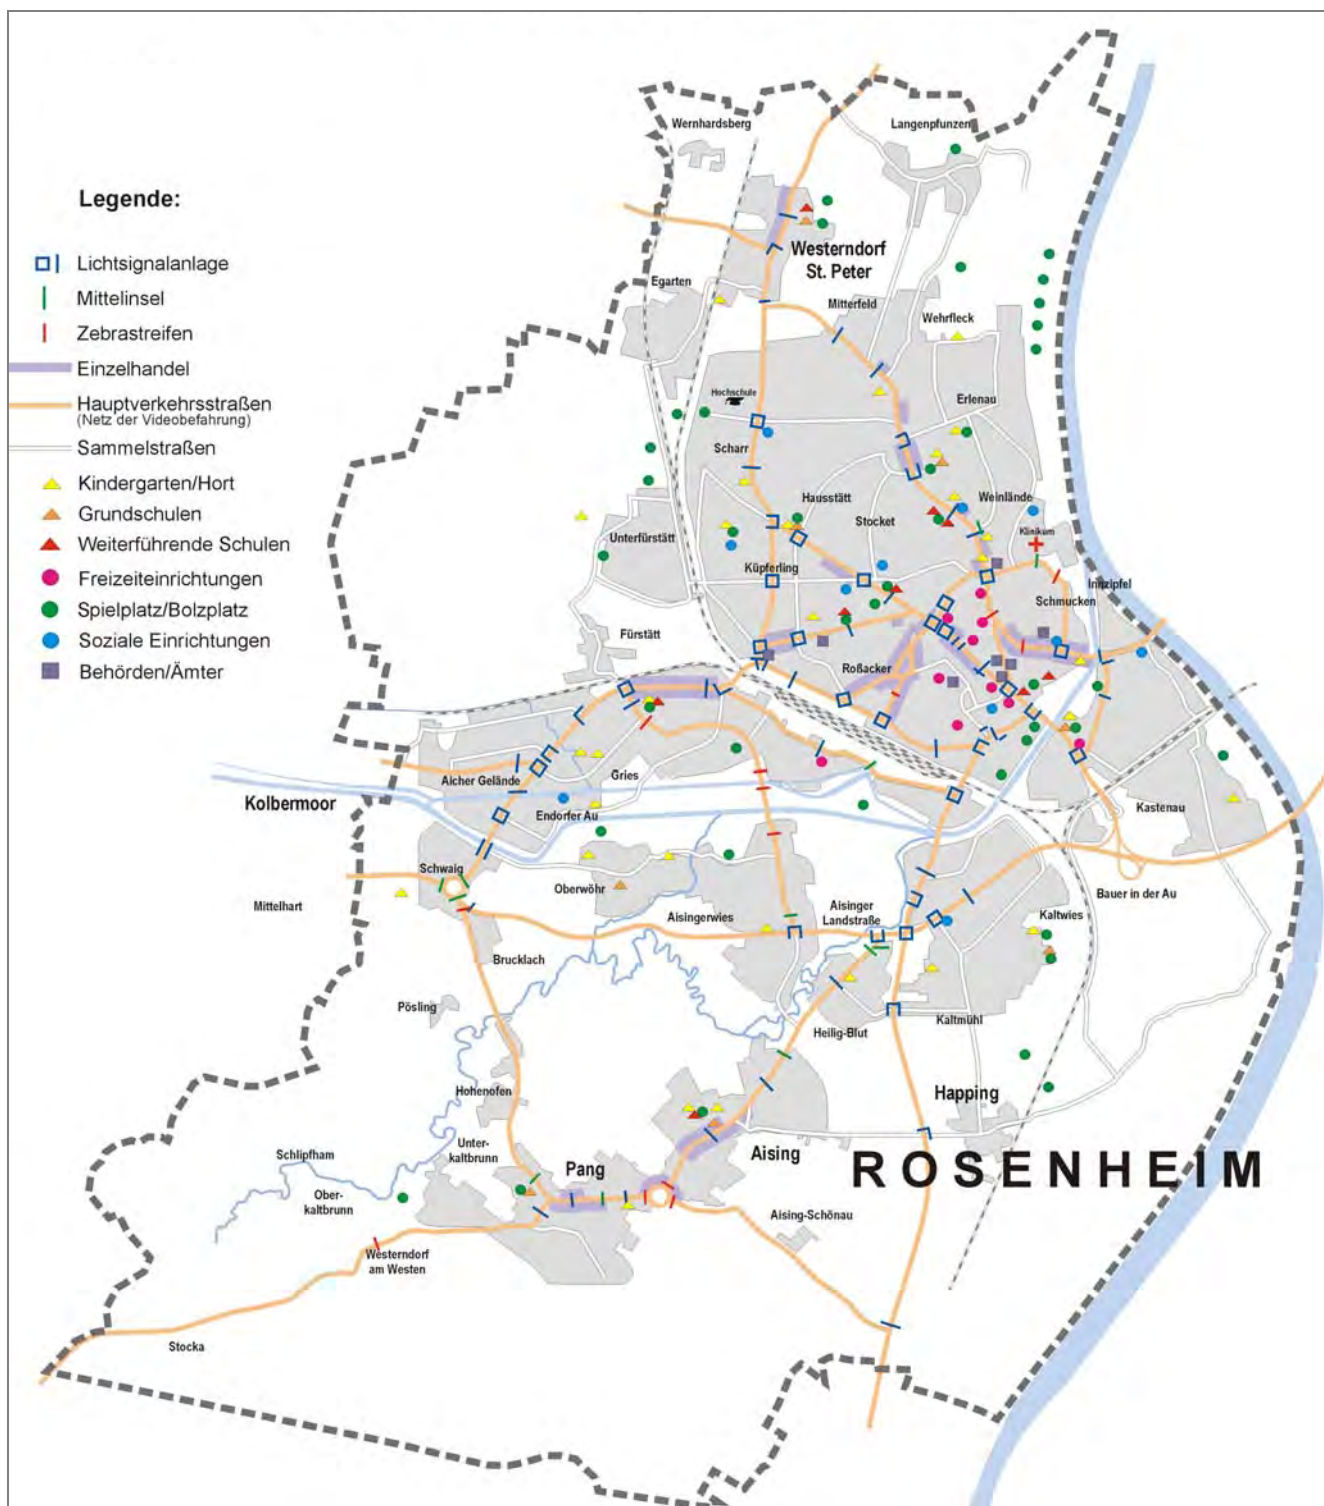 Legende:
Lichtsignalanlage
Mittelinsel
Zebrastreifen
Einzelhandel
Hauptverkehrsstraßen
(Netz der Videobefahrung)
Sammelstraßen
Kindergarten/Hort
Grundschulen
Weiterführende Schulen
Freizeiteinrichtungen
Spielplatz/Bolzplatz
Soziale Einrichtungen
Behörden/Ämter
Wernhardsberg
Langenpfunzen
Westerndorf
St. Peter
Egarten
Mitterfeld
Wehrfleck
Hochschule
Erlenau
Scharr
Hausstätt
Weinlände
Stocket
Unterfürstätt
Klinikum
Küpferling
Innzipfel
Schmucken
Fürstätt
Roßacker
Aicher Gelände
Gries
Kolbermoor
Endorfer Au
Kastenau
Schwaig
Oberwöhr
Bauer in der Au
Mittelhart
Aisingerwies
Aisinger
Landstraße
Kaltwies
Brucklach
Pösling
Heilig-Blut
Kaltmühl
Hohenofen
Happing
Unter-
kaltbrunn
Schlipfham
Pang
Aising
ROSENHEIM
Ober-
kaltbrunn
Aising-Schönau
Westerndorf
am Westen
Stocka